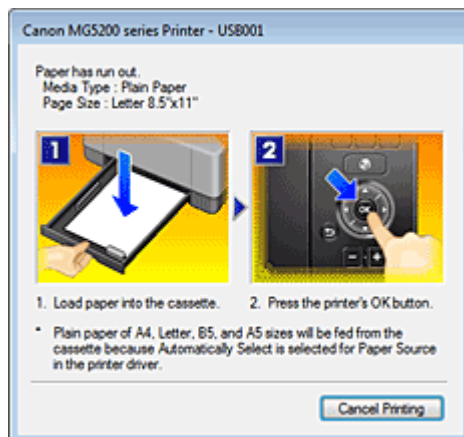 Canon MG5200 series Printer - USB001
Paper has run out.
Media Type : Plain Paper
Page Size : Letter 8.5"x11"
1
2
OK
1. Load paper into the cassette.
2. Press the printer's OK button.
* Plain paper of A4, Letter, B5, and A5 sizes will be fed from the
cassette because Automatically Select is selected for Paper Source
in the printer driver.
Cancel Printing